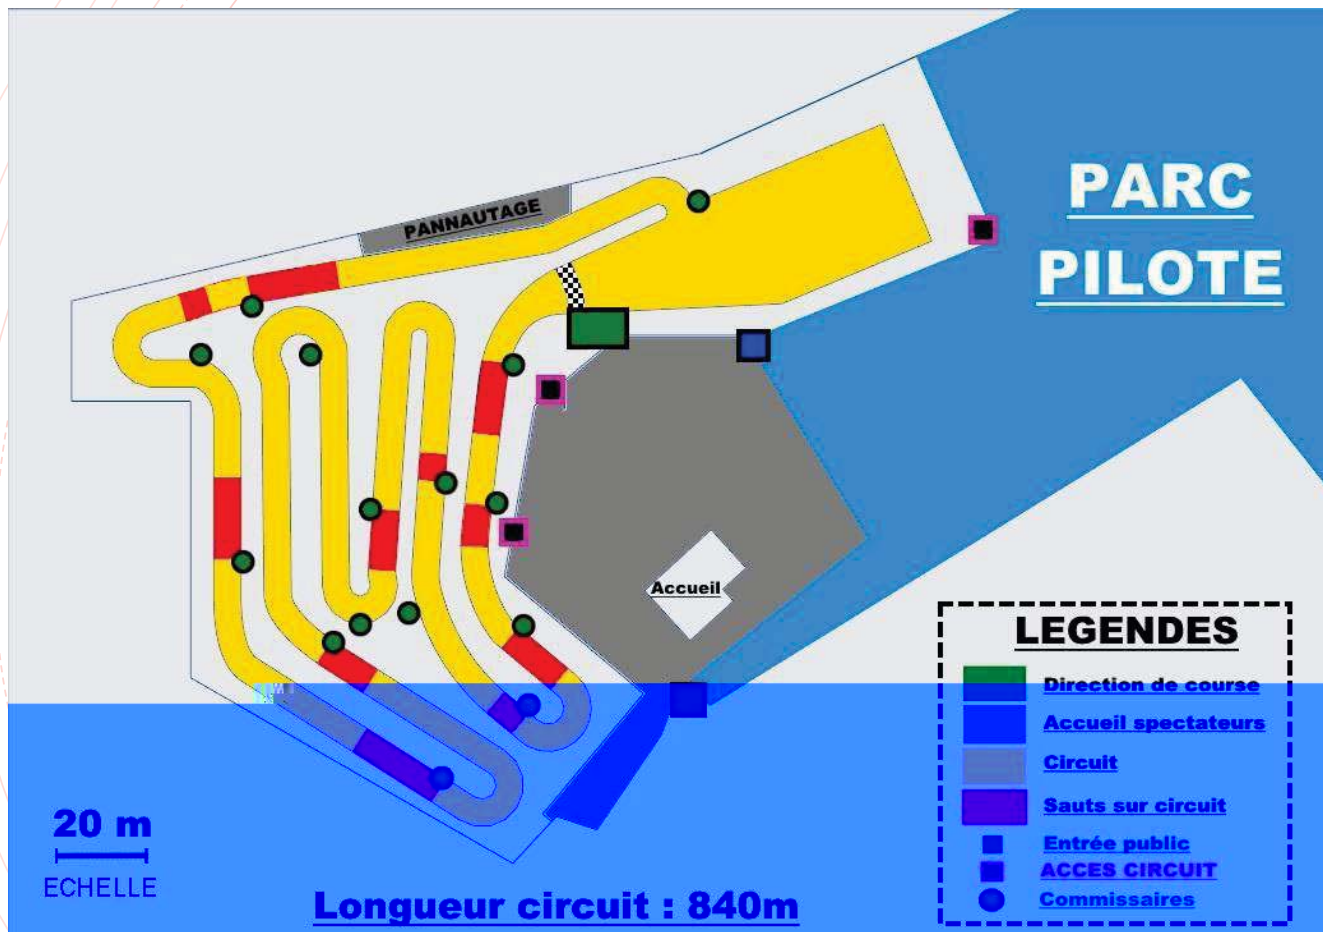 PARC
PILOTE
PANNAUTAGE
Accueil
LEGENDES
Direction de course
Accueil spectateurs
Circuit
Sauts sur circuit
Entrée public
ACCES CIRCUIT
Commissaires
20 m
ECHELLE
Longueur circuit : 840m